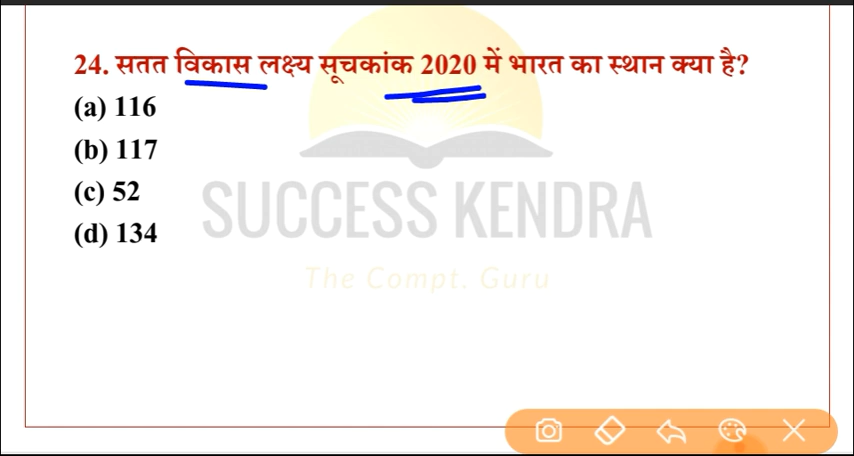 24. सतत विकास लक्ष्य सूचकांक 2020 में भारत का स्थान क्या है?
(a) 116
(b) 117
(c) 52
(d) 134
SUCCESS KENDRA
The Compt. Guru